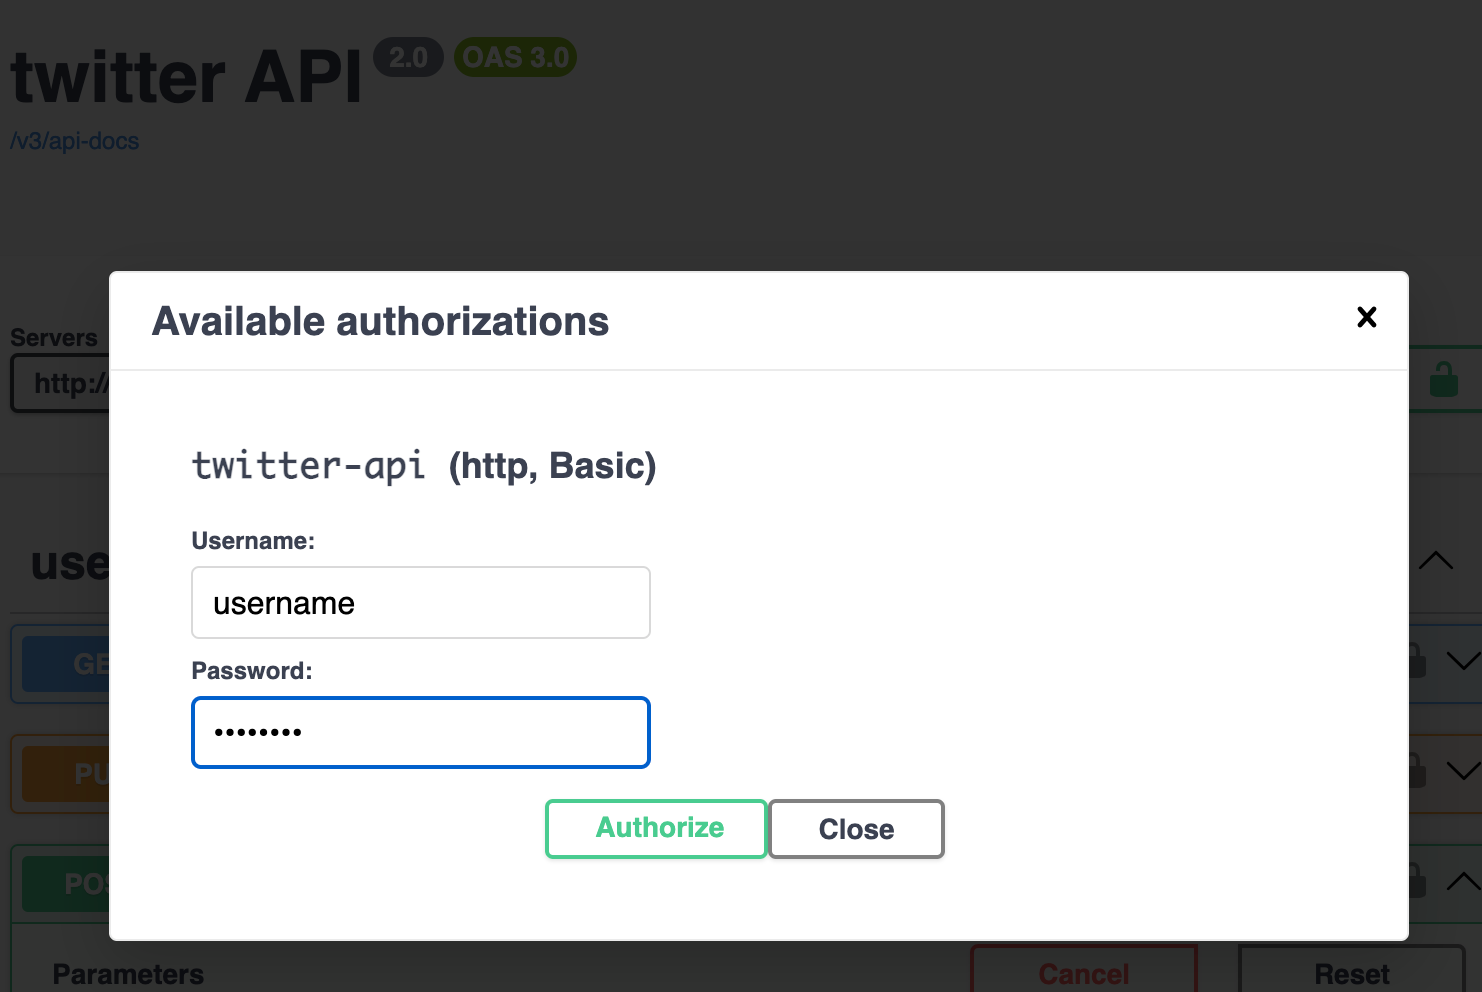 twitter API 2.0 OAS 3.0
/v3/api-docs
Available authorizations
Servers
http://
twitter-api (http, Basic)
Username:
use
username
Password:
GE
PU
••••••••
Authorize Close
POS
Parameters Cancel Reset